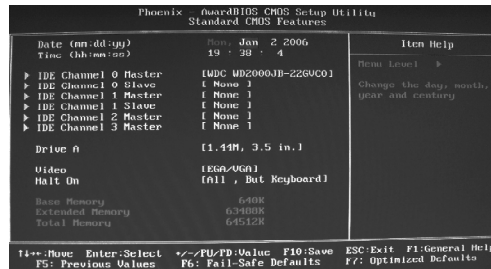 Phoenix - AwardBIOS CMOS Setup Utility
Standard CMOS Features
Date (mm:dd:yy) Mon, Jan 2 2006
Time (hh:mm:ss) 19 : 38 : 4
IDE Channel 0 Master [WDC WD2000JB-22GVC0]
IDE Channel 0 Slave [ None ]
IDE Channel 1 Master [ None ]
IDE Channel 1 Slave [ None ]
IDE Channel 2 Master [ None ]
IDE Channel 3 Master [ None ]
Drive A [1.44M, 3.5 in.]
Video [EGA/VGA]
Halt On [All , But Keyboard]
Base Memory 640K
Extended Memory 63488K
Total Memory 64512K
Item Help
Menu Level
Change the day, month,
year and century
↑↓→←:Move Enter:Select +/-/PU/PD:Value F10:Save ESC:Exit F1:General Help
F5: Previous Values F6: Fail-Safe Defaults F7: Optimized Defaults